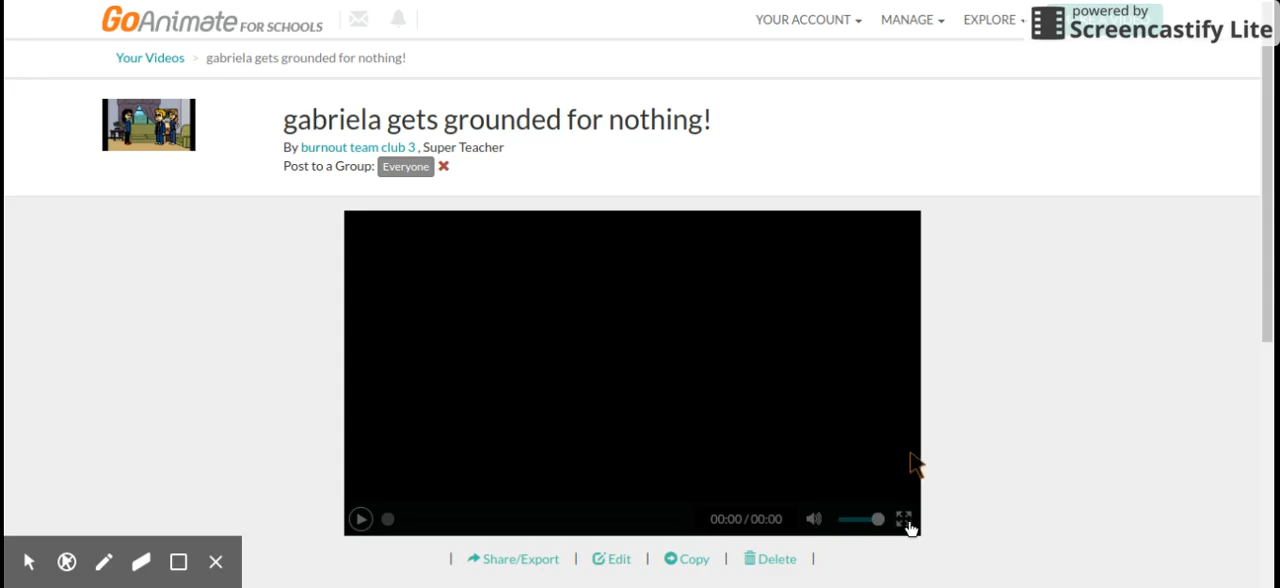 GoAnimate FOR SCHOOLS
YOUR ACCOUNT
MANAGE
EXPLORE
powered by
Screencastify Lite
Your Videos > gabriela gets grounded for nothing!
gabriela gets grounded for nothing!
By burnout team club 3 , Super Teacher
Post to a Group: Everyone
00:00 / 00:00
| Share/Export | Edit | Copy | Delete |